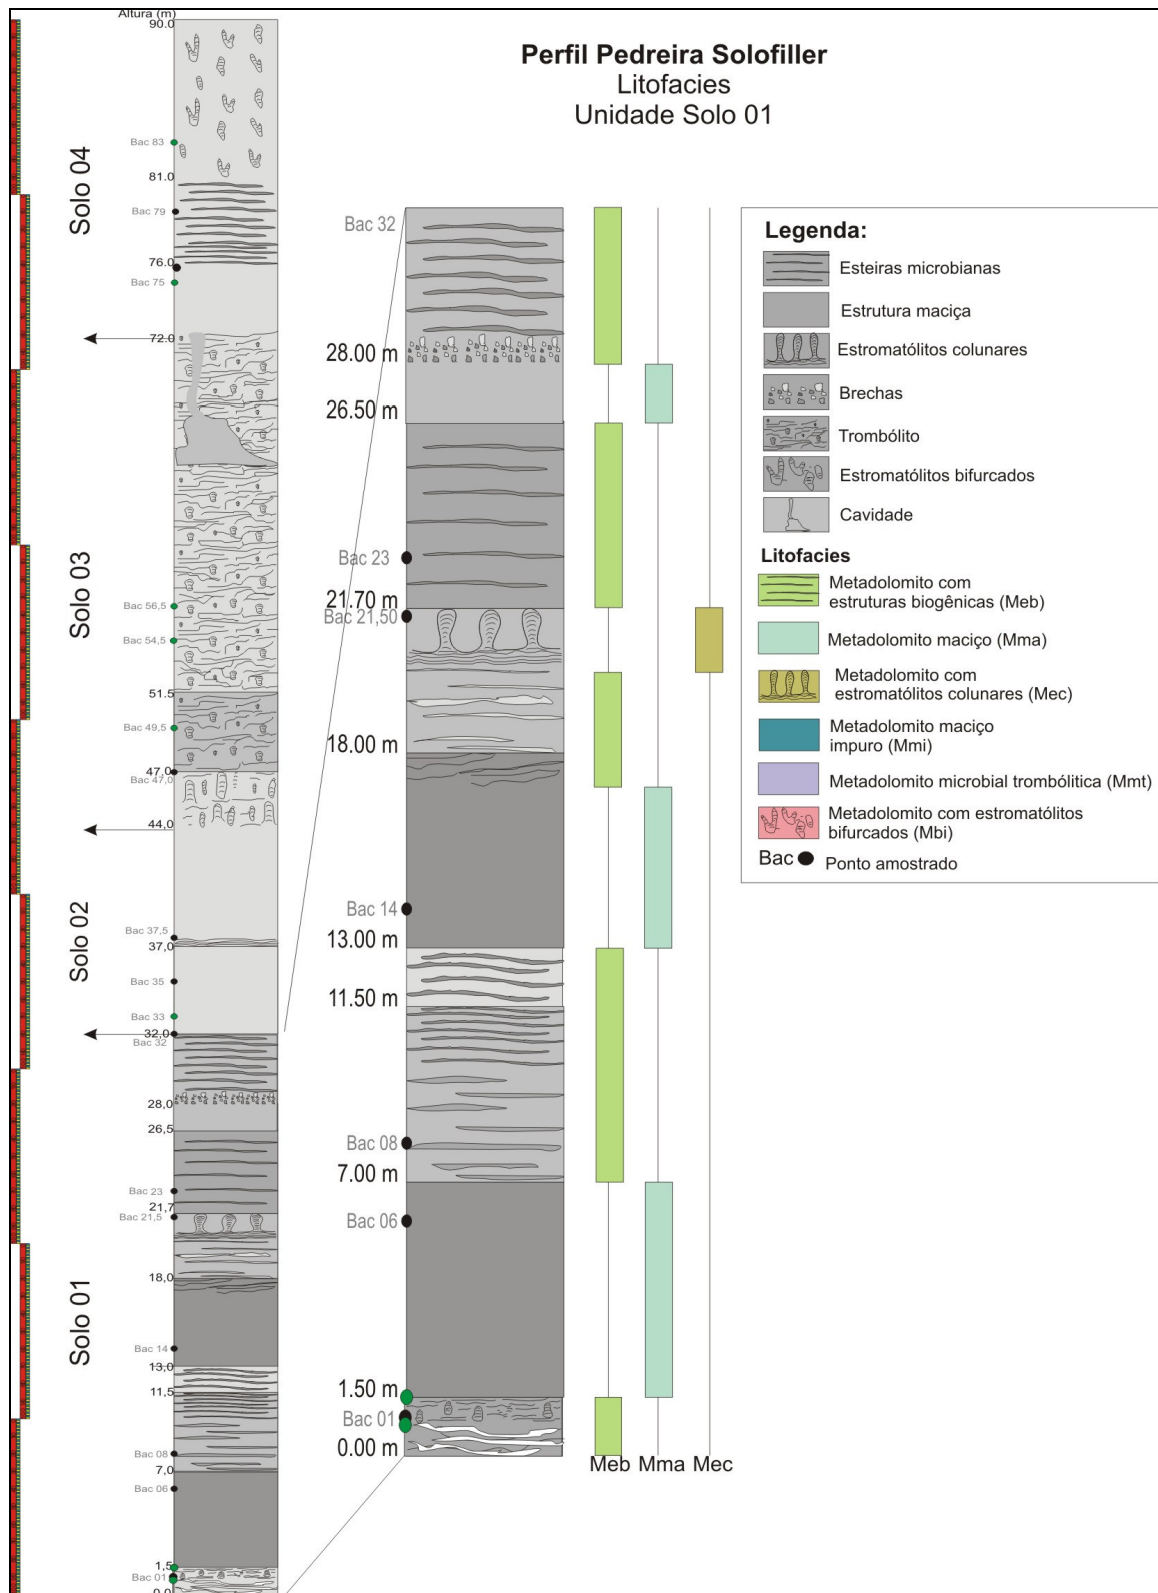 Altura (m)
90.0
Bac 83
81.0
Bac 79
76.0
Bac 75
72.0
Bac 56,5
Bac 54,5
51.5
Bac 49,5
47,0
Bac 47,0
44.0
Bac 37,5
37,0
Bac 35
Bac 33
32,0
Bac 32
28,0
26,5
Bac 23
21,7
Bac 21,5
18,0
Bac 14
13,0
11,5
Bac 08
7,0
Bac 06
1,5
Bac 01
0,0
Solo 04
Solo 03
Solo 02
Solo 01
Perfil Pedreira Solofiller
Litofacies
Unidade Solo 01
Bac 32
28.00 m
26.50 m
Bac 23
21.70 m
Bac 21,50
18.00 m
Bac 14
13.00 m
11.50 m
Bac 08
7.00 m
Bac 06
1.50 m
Bac 01
0.00 m
Meb Mma Mec
Legenda:
Esteiras microbianas
Estrutura maciça
Estromatólitos colunares
Brechas
Trombólito
Estromatólitos bifurcados
Cavidade
Litofacies
Metadolomito com
estruturas biogênicas (Meb)
Metadolomito maciço (Mma)
Metadolomito com
estromatólitos colunares (Mec)
Metadolomito maciço
impuro (Mmi)
Metadolomito microbial trombólitica (Mmt)
Metadolomito com estromatólitos
bifurcados (Mbi)
Bac Ponto amostrado